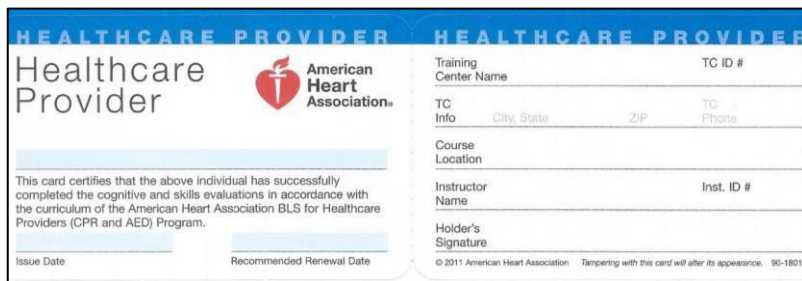 HEALTHCARE PROVIDER
Healthcare
Provider
American
Heart
Association®
This card certifies that the above individual has successfully
completed the cognitive and skills evaluations in accordance with
the curriculum of the American Heart Association BLS for Healthcare
Providers (CPR and AED) Program.
Issue Date
Recommended Renewal Date
HEALTHCARE PROVIDER
Training
Center Name
TC ID #
TC
Info
City, State
ZIP
TC
Phone
Course
Location
Instructor
Name
Inst. ID #
Holder's
Signature
© 2011 American Heart Association Tampering with this card will alter its appearance. 90-1801